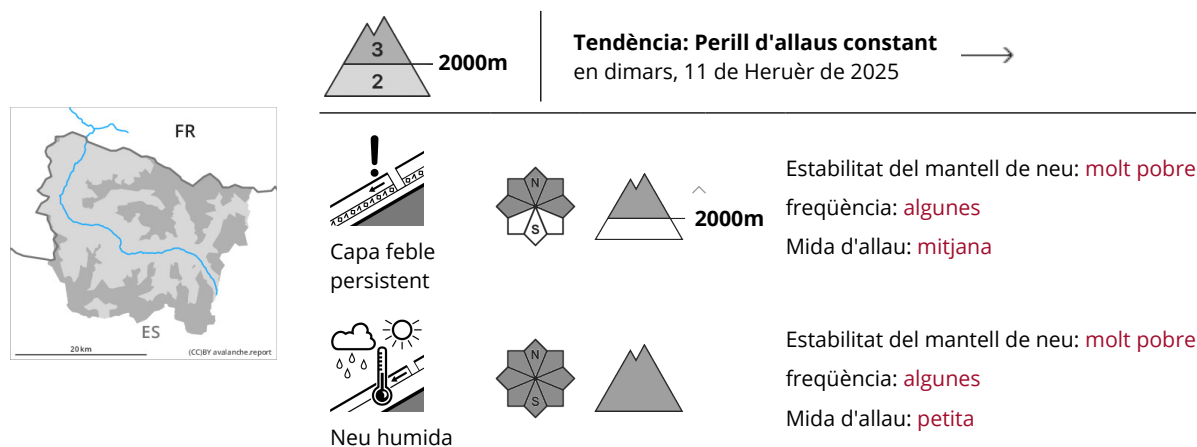 3
2000m
2
Tendència: Perill d'allaus constant
en dimars, 11 de Heruèr de 2025
FR
ES
20 km
(CC)BY avalanche.report
Capa feble
persistent
N
S
2000m
Estabilitat del mantell de neu: molt pobre
freqüència: algunes
Mida d'allau: mitjana
Neu humida
N
S
Estabilitat del mantell de neu: molt pobre
freqüència: algunes
Mida d'allau: petita